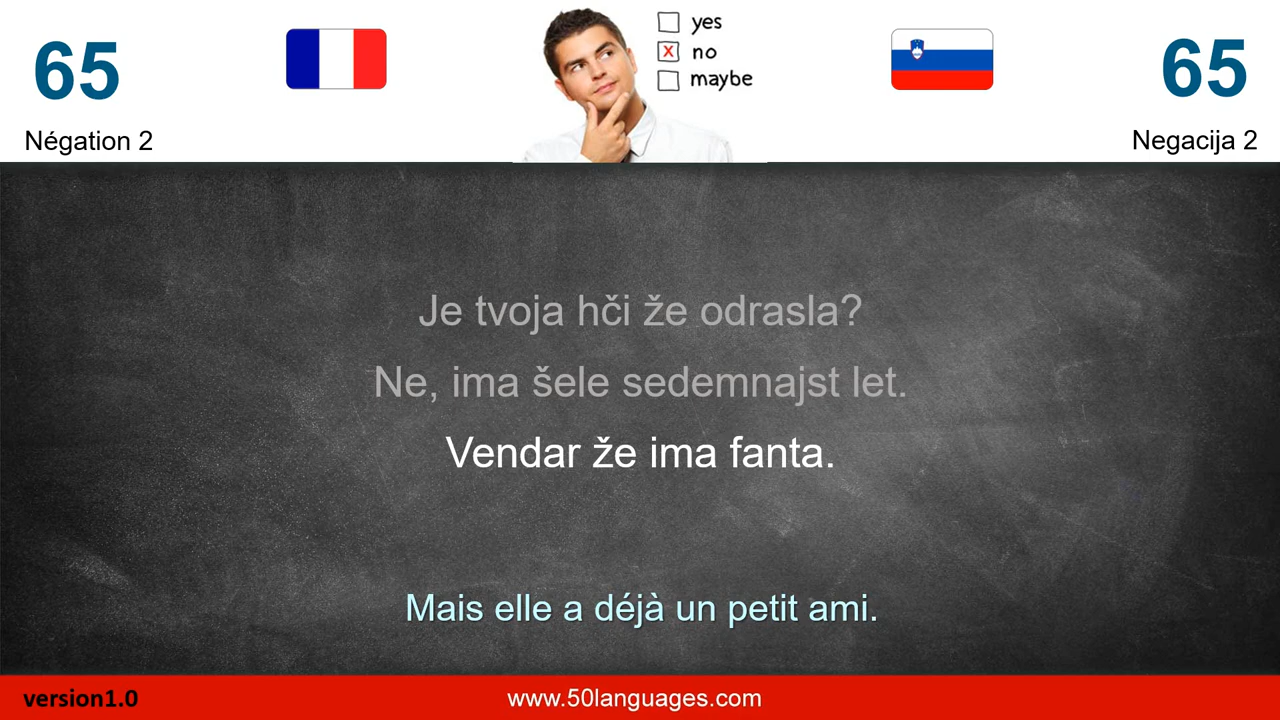 65
Négation 2
yes
x no
maybe
65
Negacija 2
Je tvoja hči že odrasla?
Ne, ima šele sedemnajst let.
Vendar že ima fanta.
Mais elle a déjà un petit ami.
version1.0
www.50languages.com